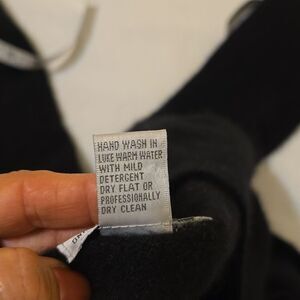 HAND WASH IN
LUKE WARM WATER
WITH MILD
DETERGENT
DRY FLAT OR
PROFESSIONALLY
DRY CLEAN